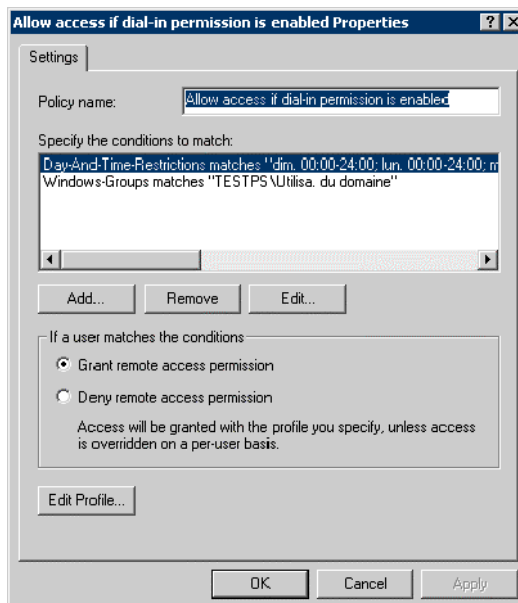 Allow access if dial-in permission is enabled Properties
Settings
Policy name:
Allow access if dial-in permission is enabled
Specify the conditions to match:
Day-And-Time-Restrictions matches "dim. 00:00-24:00; lun. 00:00-24:00; m
Windows-Groups matches "TESTPS\Utilisa. du domaine"
Add... Remove Edit...
If a user matches the conditions
Grant remote access permission
Deny remote access permission
Access will be granted with the profile you specify, unless access
is overridden on a per-user basis.
Edit Profile...
OK Cancel Apply